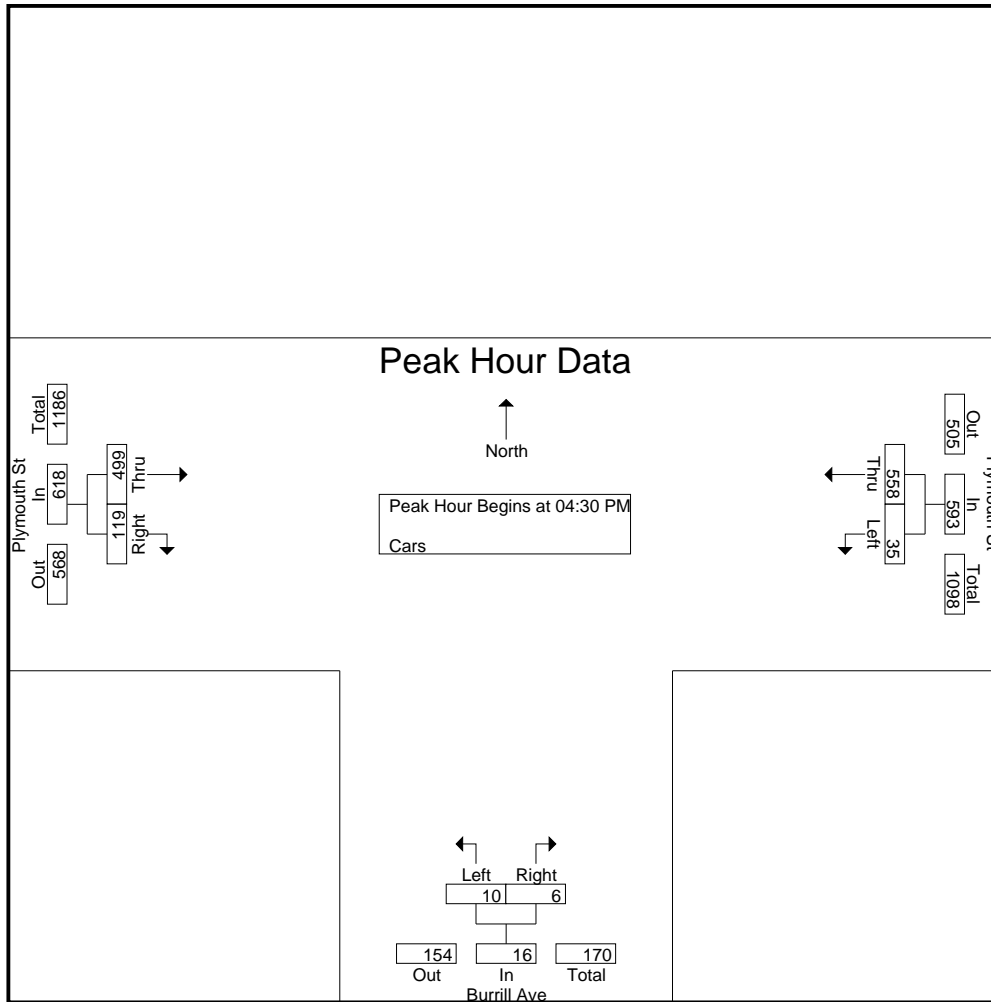 Peak Hour Data
North
Peak Hour Begins at 04:30 PM
Cars
Plymouth St
Total
1186
In
618
Out
568
499
Thru
119
Right
Out
505
In
593
Total
1098
Plymouth St
558
Thru
35
Left
Left Right
10 6
154 16 170
Out In Total
Burrill Ave